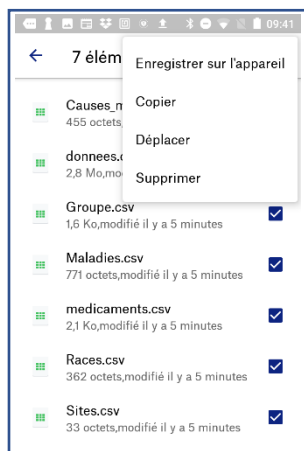 09:41
7 élém
Enregistrer sur l'appareil
Copier
Déplacer
Supprimer
Causes_m
455 octets,
donnees.c
2,8 Mo,mo
Groupe.csv
1,6 Ko,modifié il y a 5 minutes
Maladies.csv
771 octets,modifié il y a 5 minutes
medicaments.csv
2,1 Ko,modifié il y a 5 minutes
Races.csv
362 octets,modifié il y a 5 minutes
Sites.csv
33 octets,modifié il y a 5 minutes